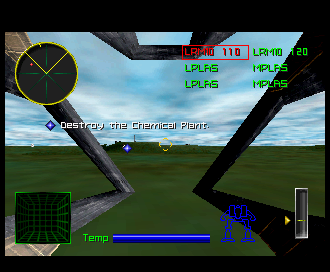 LRM10 110 LRM10 120
LPLAS MPLAS
LPLAS MPLAS
Destroy the Chemical Plant.
Temp